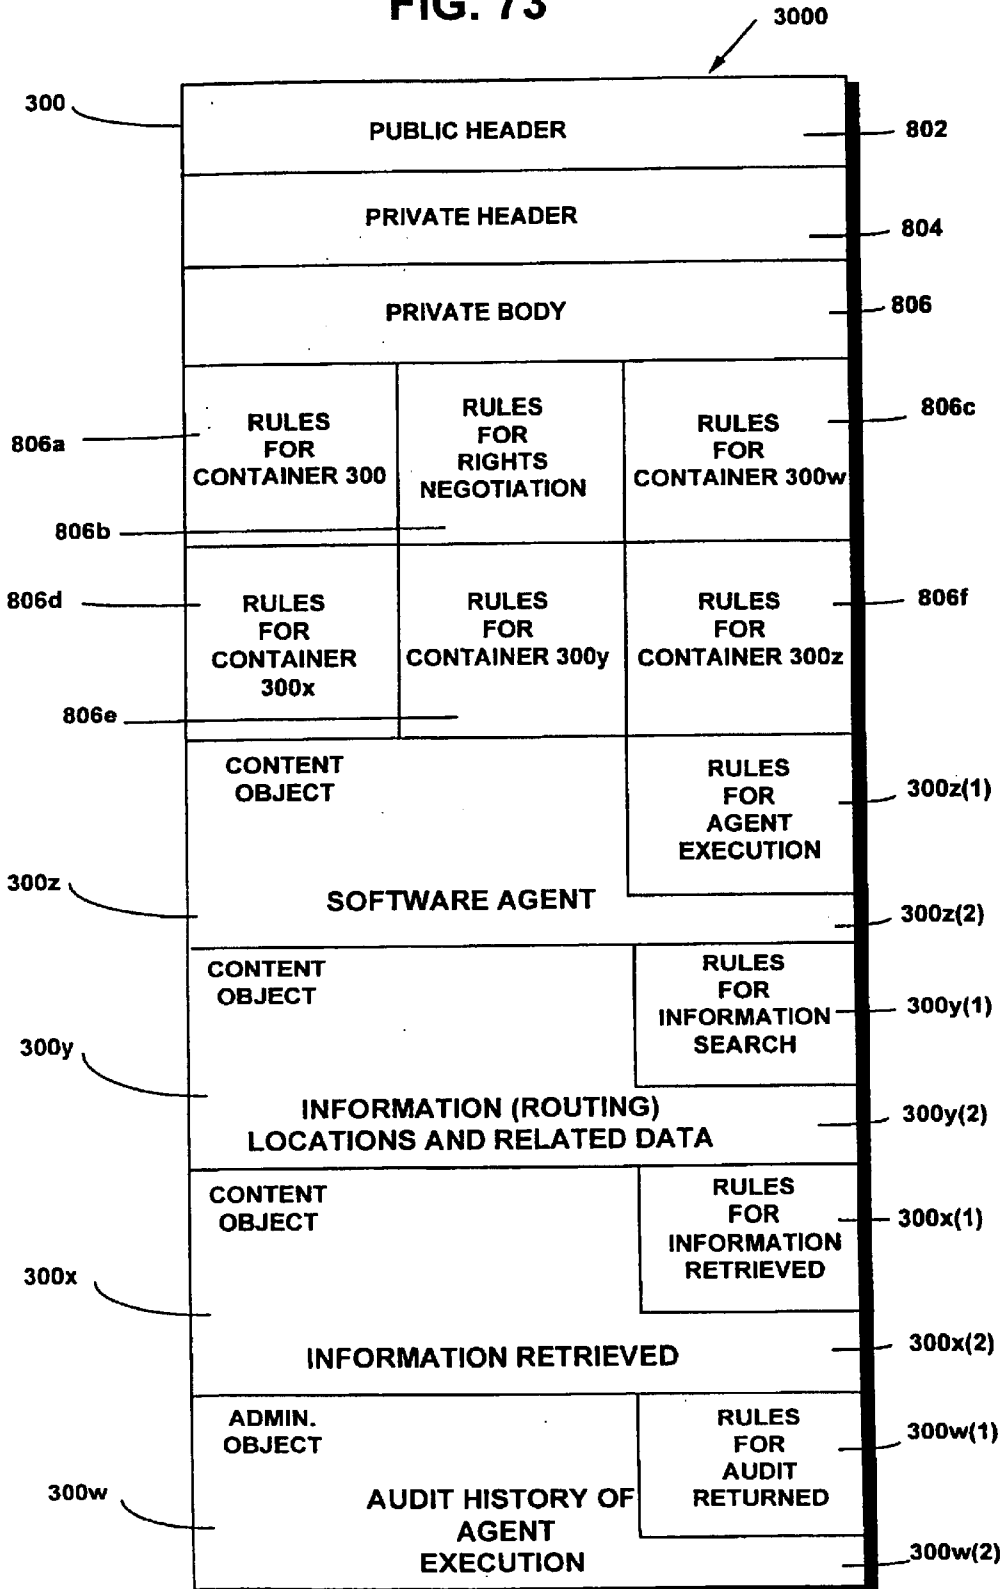 FIG. 73
3000
300
PUBLIC HEADER
802
PRIVATE HEADER
804
PRIVATE BODY
806
806a
RULES
FOR
CONTAINER 300
RULES
FOR
RIGHTS
NEGOTIATION
806b
RULES
FOR
CONTAINER 300w
806c
806d
RULES
FOR
CONTAINER
300x
RULES
FOR
CONTAINER 300y
806e
RULES
FOR
CONTAINER 300z
806f
CONTENT
OBJECT
RULES
FOR
AGENT
EXECUTION
300z(1)
300z
SOFTWARE AGENT
300z(2)
CONTENT
OBJECT
RULES
FOR
INFORMATION
SEARCH
300y(1)
300y
INFORMATION (ROUTING)
LOCATIONS AND RELATED DATA
300y(2)
CONTENT
OBJECT
RULES
FOR
INFORMATION
RETRIEVED
300x(1)
300x
INFORMATION RETRIEVED
300x(2)
ADMIN.
OBJECT
RULES
FOR
AUDIT
RETURNED
300w(1)
300w
AUDIT HISTORY OF
AGENT
EXECUTION
300w(2)